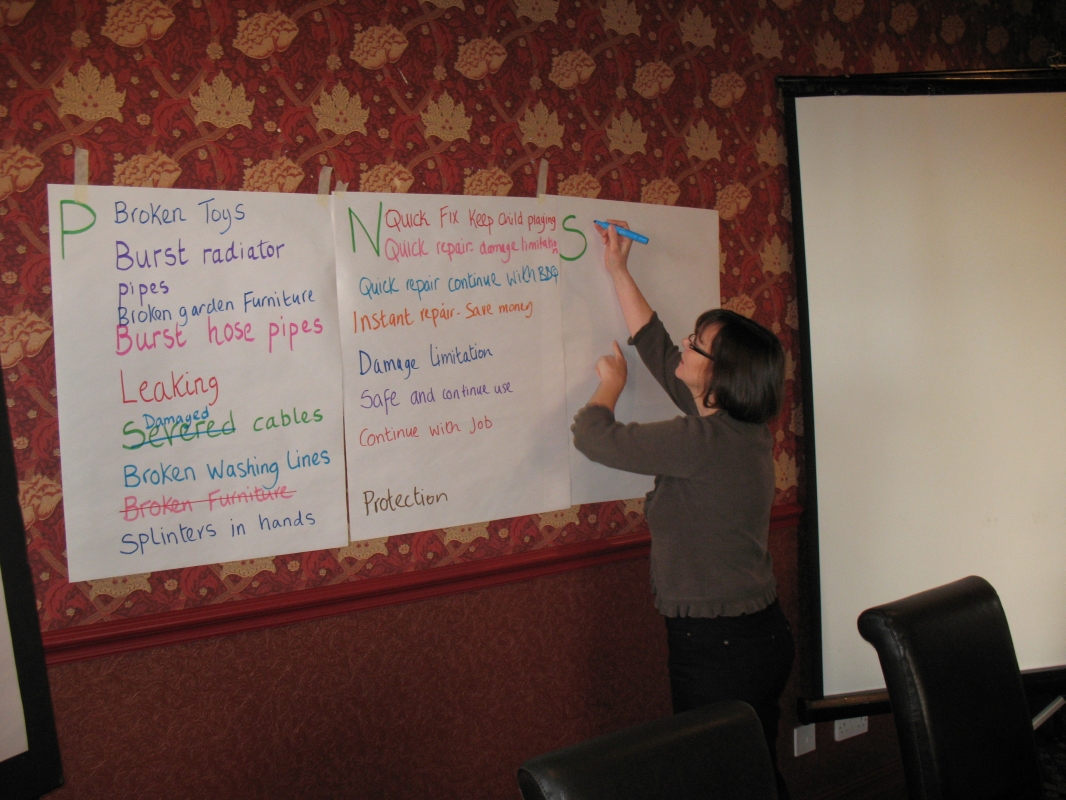 P
Broken Toys
Burst radiator
pipes
Broken garden Furniture
Burst hose pipes
Leaking
Damaged
Severed cables
Broken Washing Lines
Broken Furniture
Splinters in hands
N
Quick Fix Keep Child playing
Quick repair. damage limitation
Quick repair continue with BBQ
Instant repair. Save money
Damage Limitation
Safe and continue use
Continue with Job
Protection
S